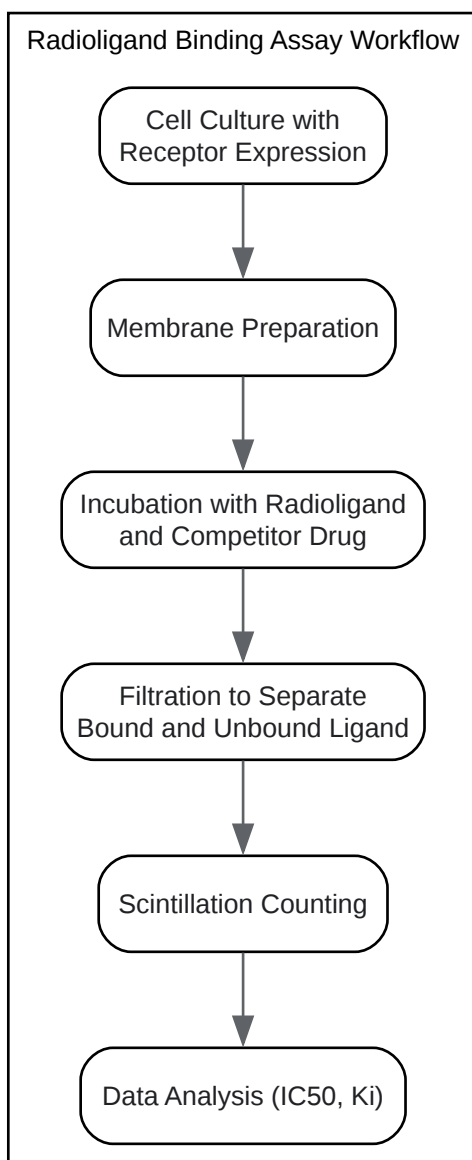 Radioligand Binding Assay Workflow
Cell Culture with
Receptor Expression
Membrane Preparation
Incubation with Radioligand
and Competitor Drug
Filtration to Separate
Bound and Unbound Ligand
Scintillation Counting
Data Analysis (IC50, Ki)